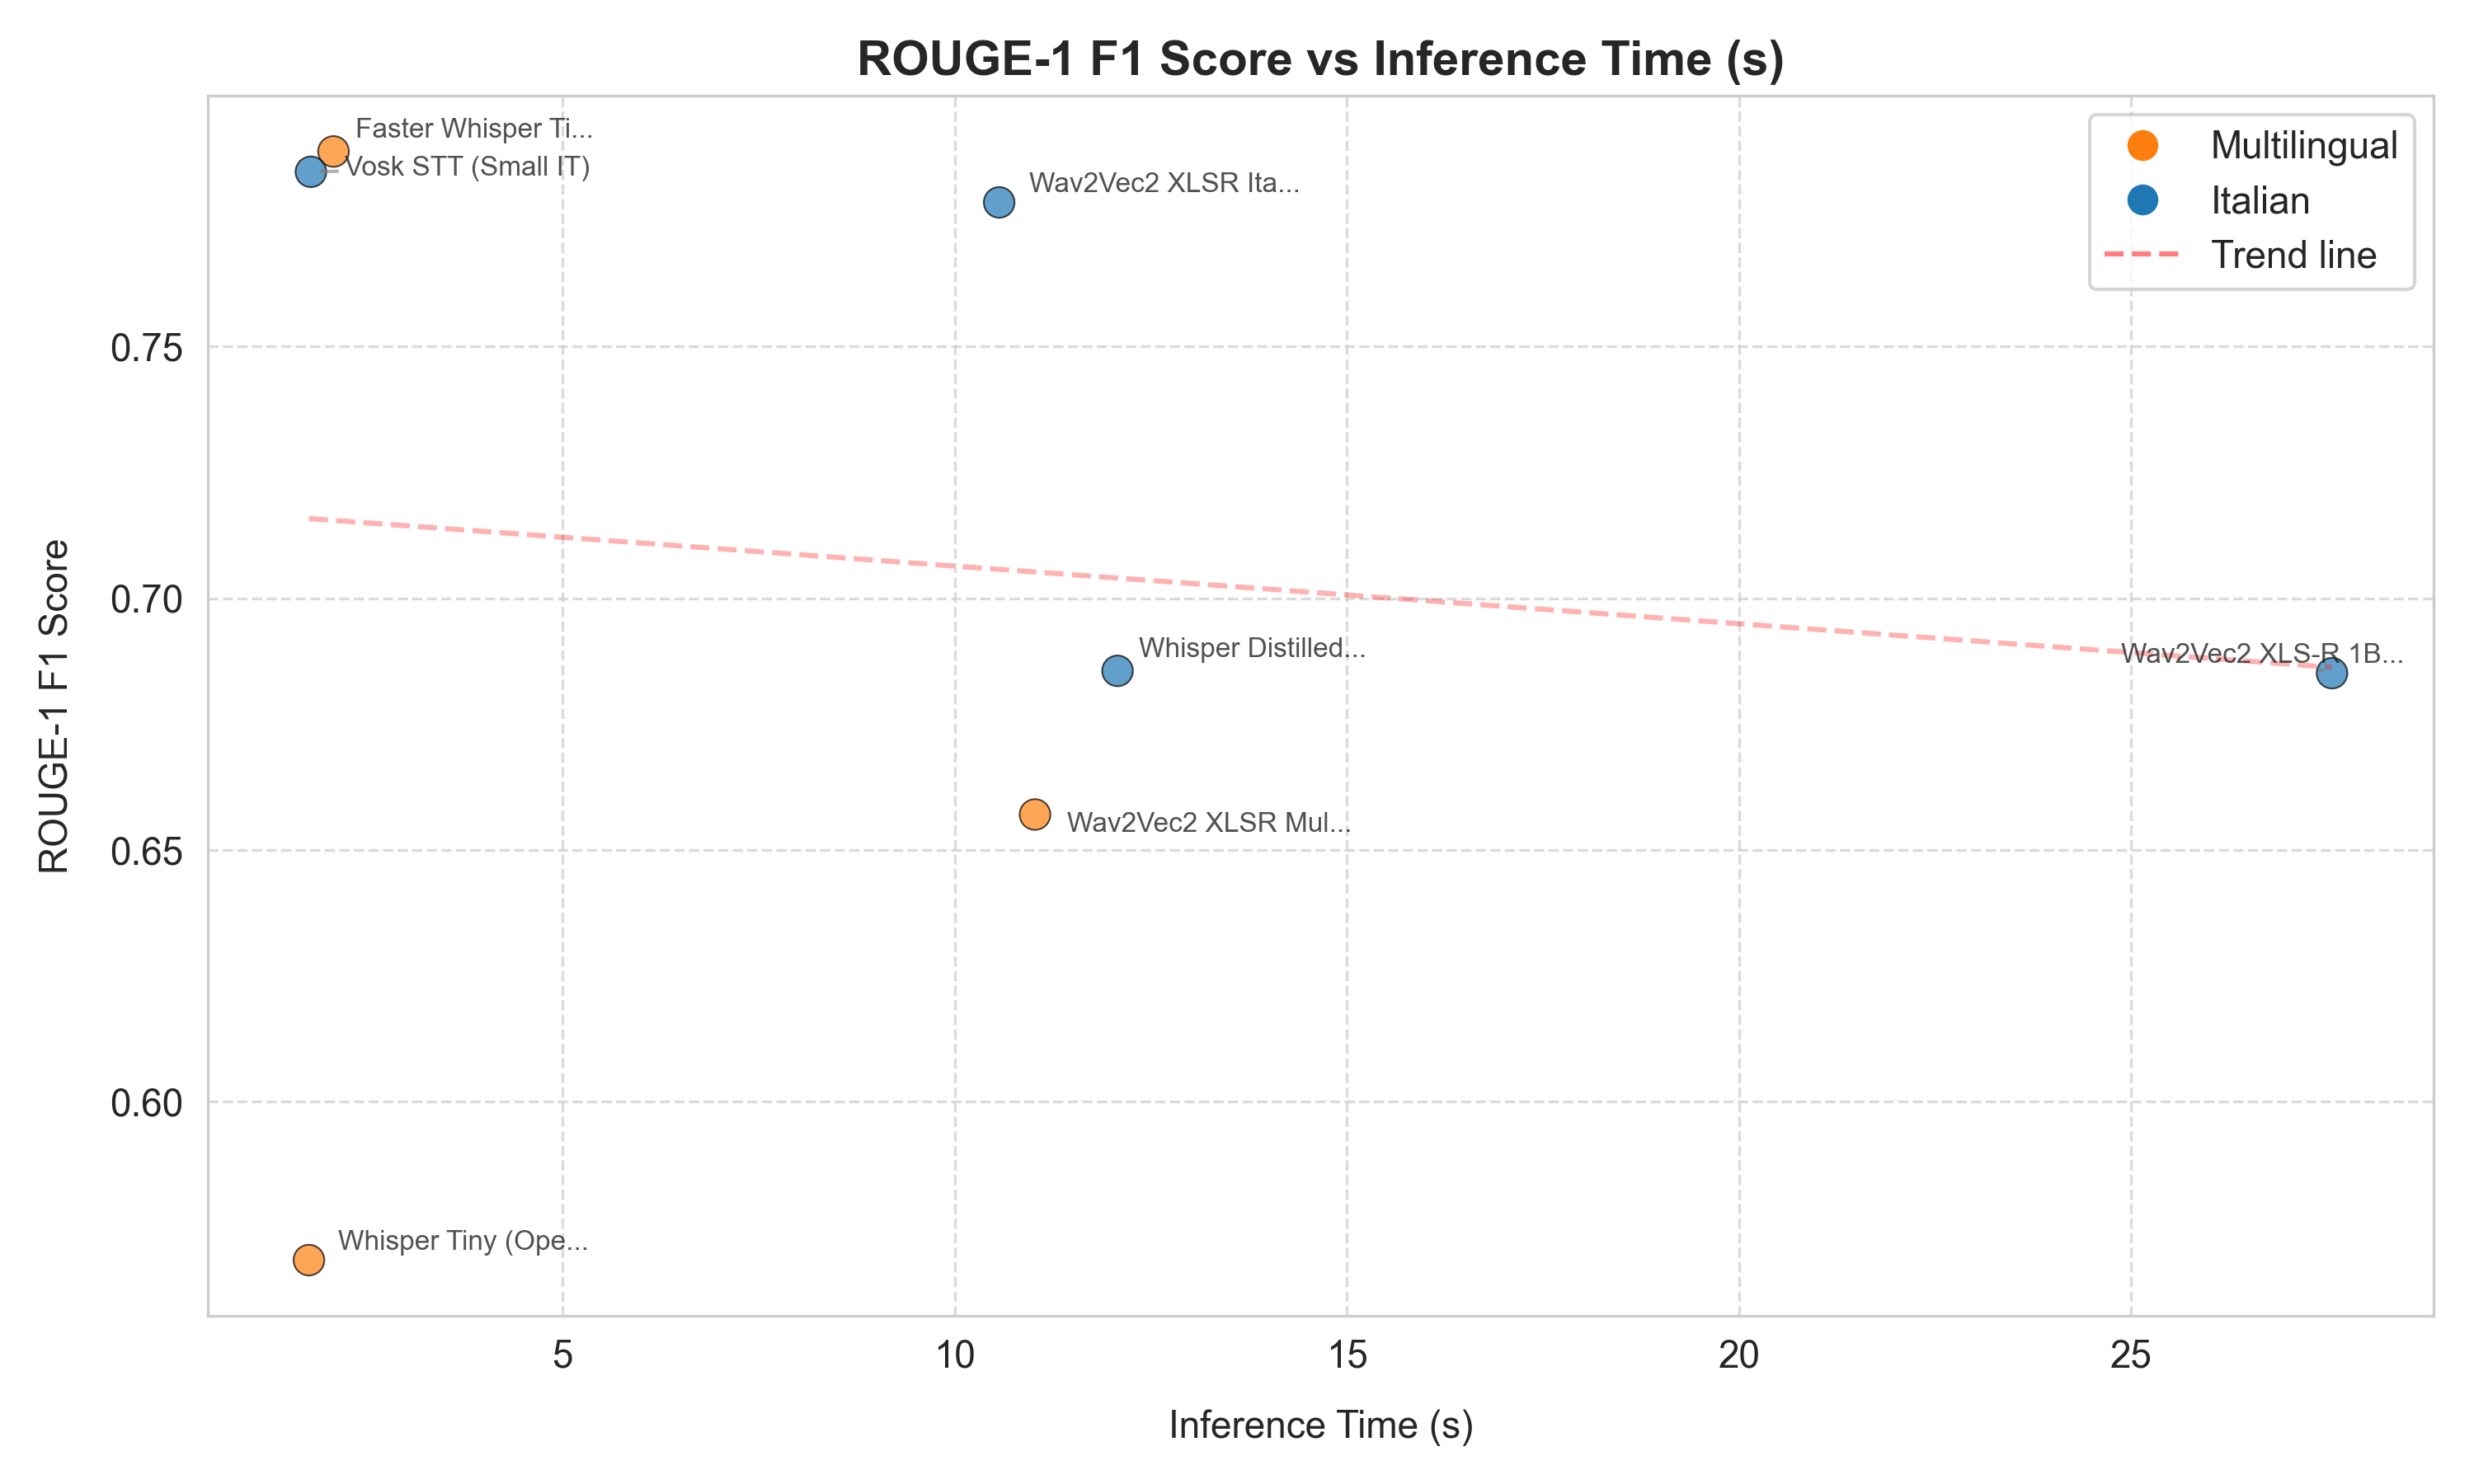 ROUGE-1 F1 Score vs Inference Time (s)
Faster Whisper Ti...
Vosk STT (Small IT)
Wav2Vec2 XLSR Ita...
Multilingual
Italian
Trend line
0.75
0.70
0.65
0.60
ROUGE-1 F1 Score
Whisper Distilled...
Wav2Vec2 XLS-R 1B...
Wav2Vec2 XLSR Mul...
Whisper Tiny (Ope...
5
10
15
20
25
Inference Time (s)